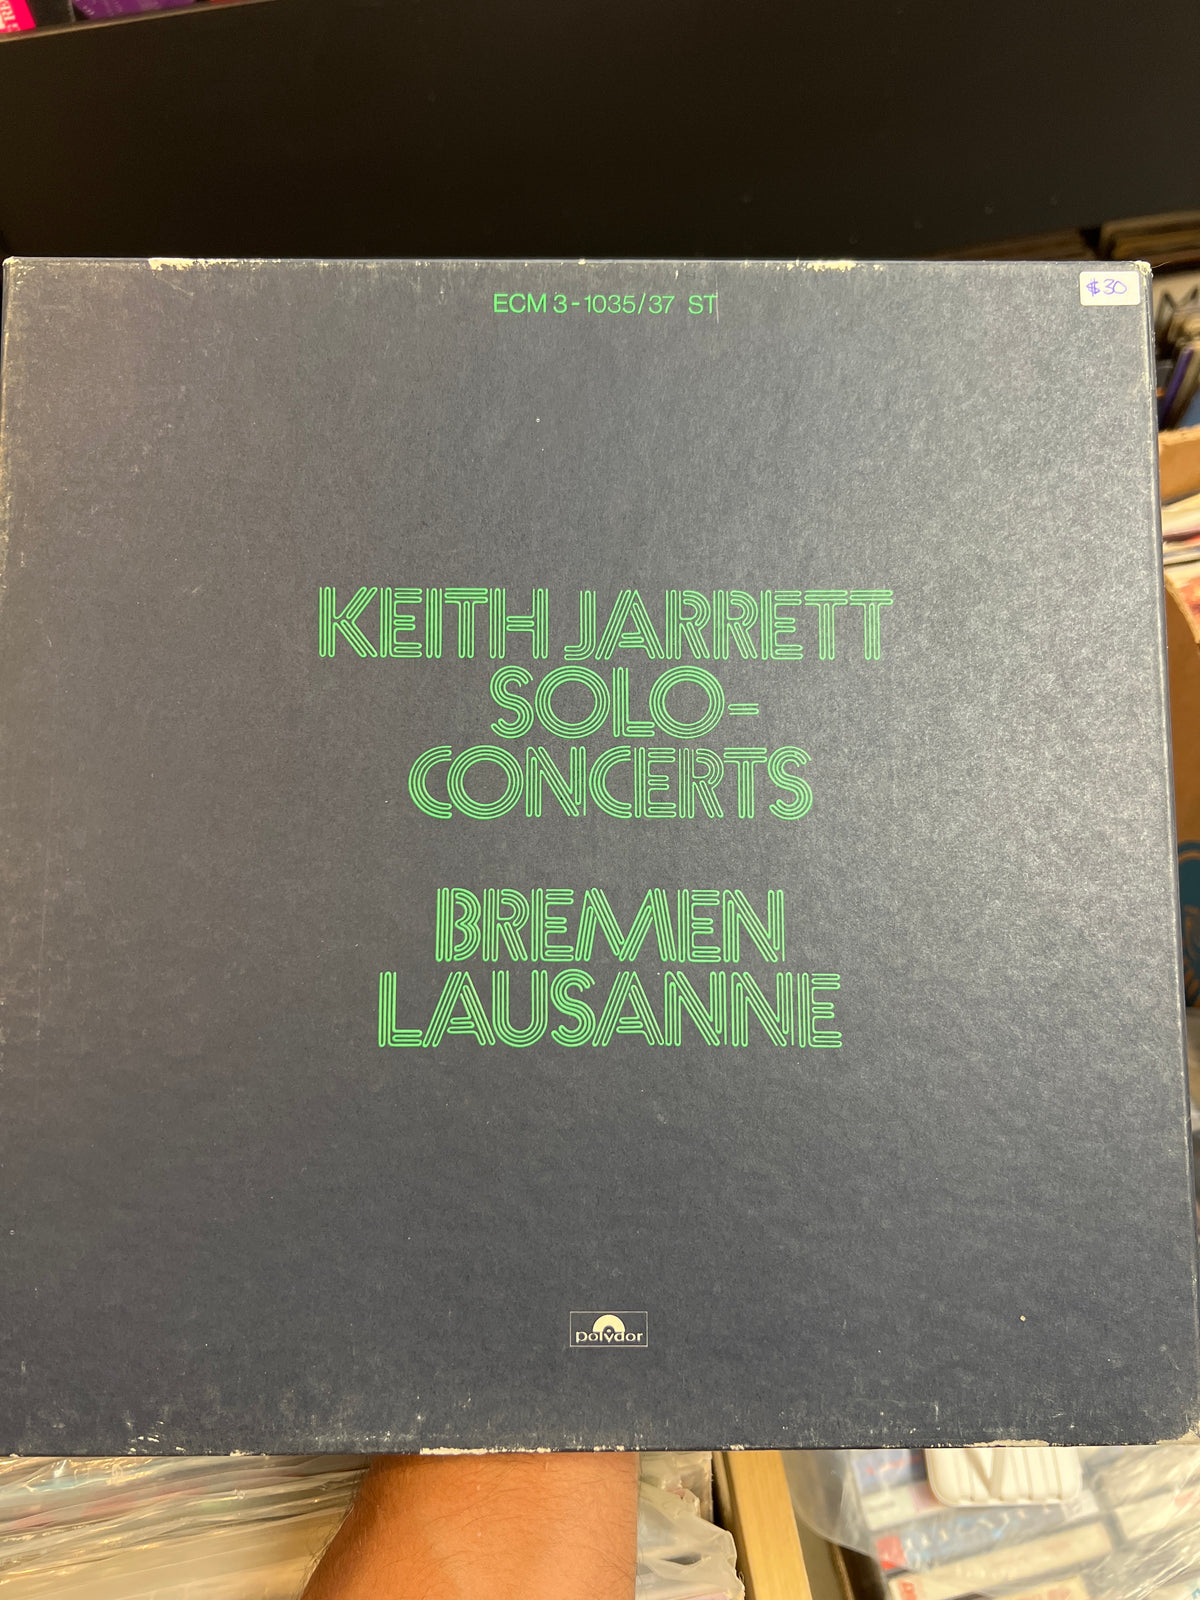 ECM 3-1035/37 ST
$30
KEITH JARRETT
SOLO-
CONCERTS
BREMEN
LAUSANNE
polydor